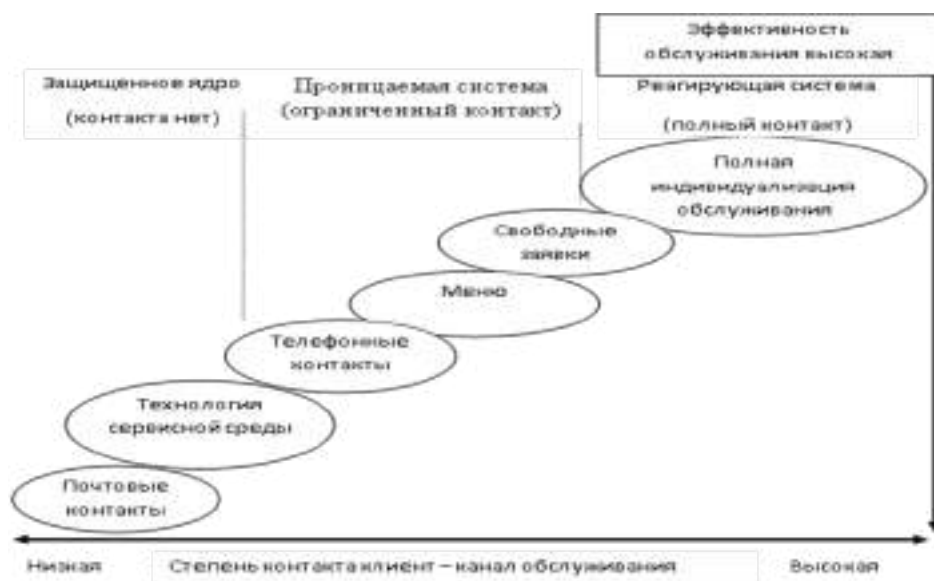 Эффективность
обслуживания высокая
Защищенное ядро
(контакта нет)
Проницаемая система
(ограниченный контакт)
Реагирующая система
(полный контакт)
Полная
индивидуализация
обслуживания
Свободные
заявки
Меню
Телефонные
контакты
Технология
сервисной среды
Почтовые
контакты
Низкая
Степень контакта клиент – канал обслуживания
Высокая